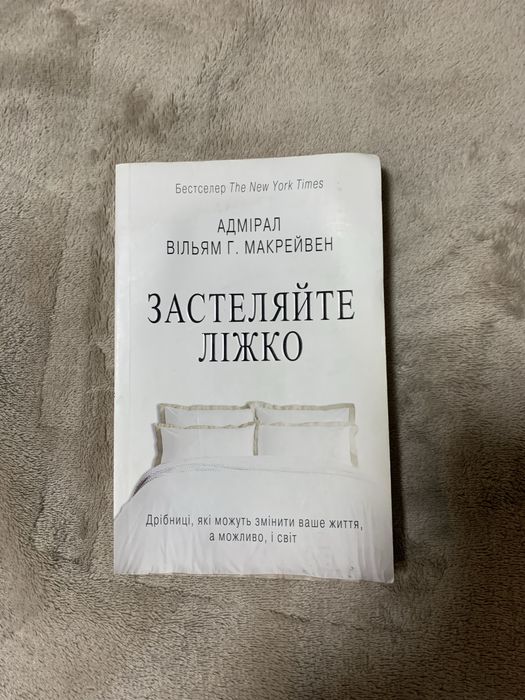 Бестселер The New York Times
АДМІРАЛ
ВІЛЬЯМ Г. МАКРЕЙВЕН
ЗАСТЕЛЯЙТЕ
ЛІЖКО
Дрібниці, які можуть змінити ваше життя,
а можливо, і світ